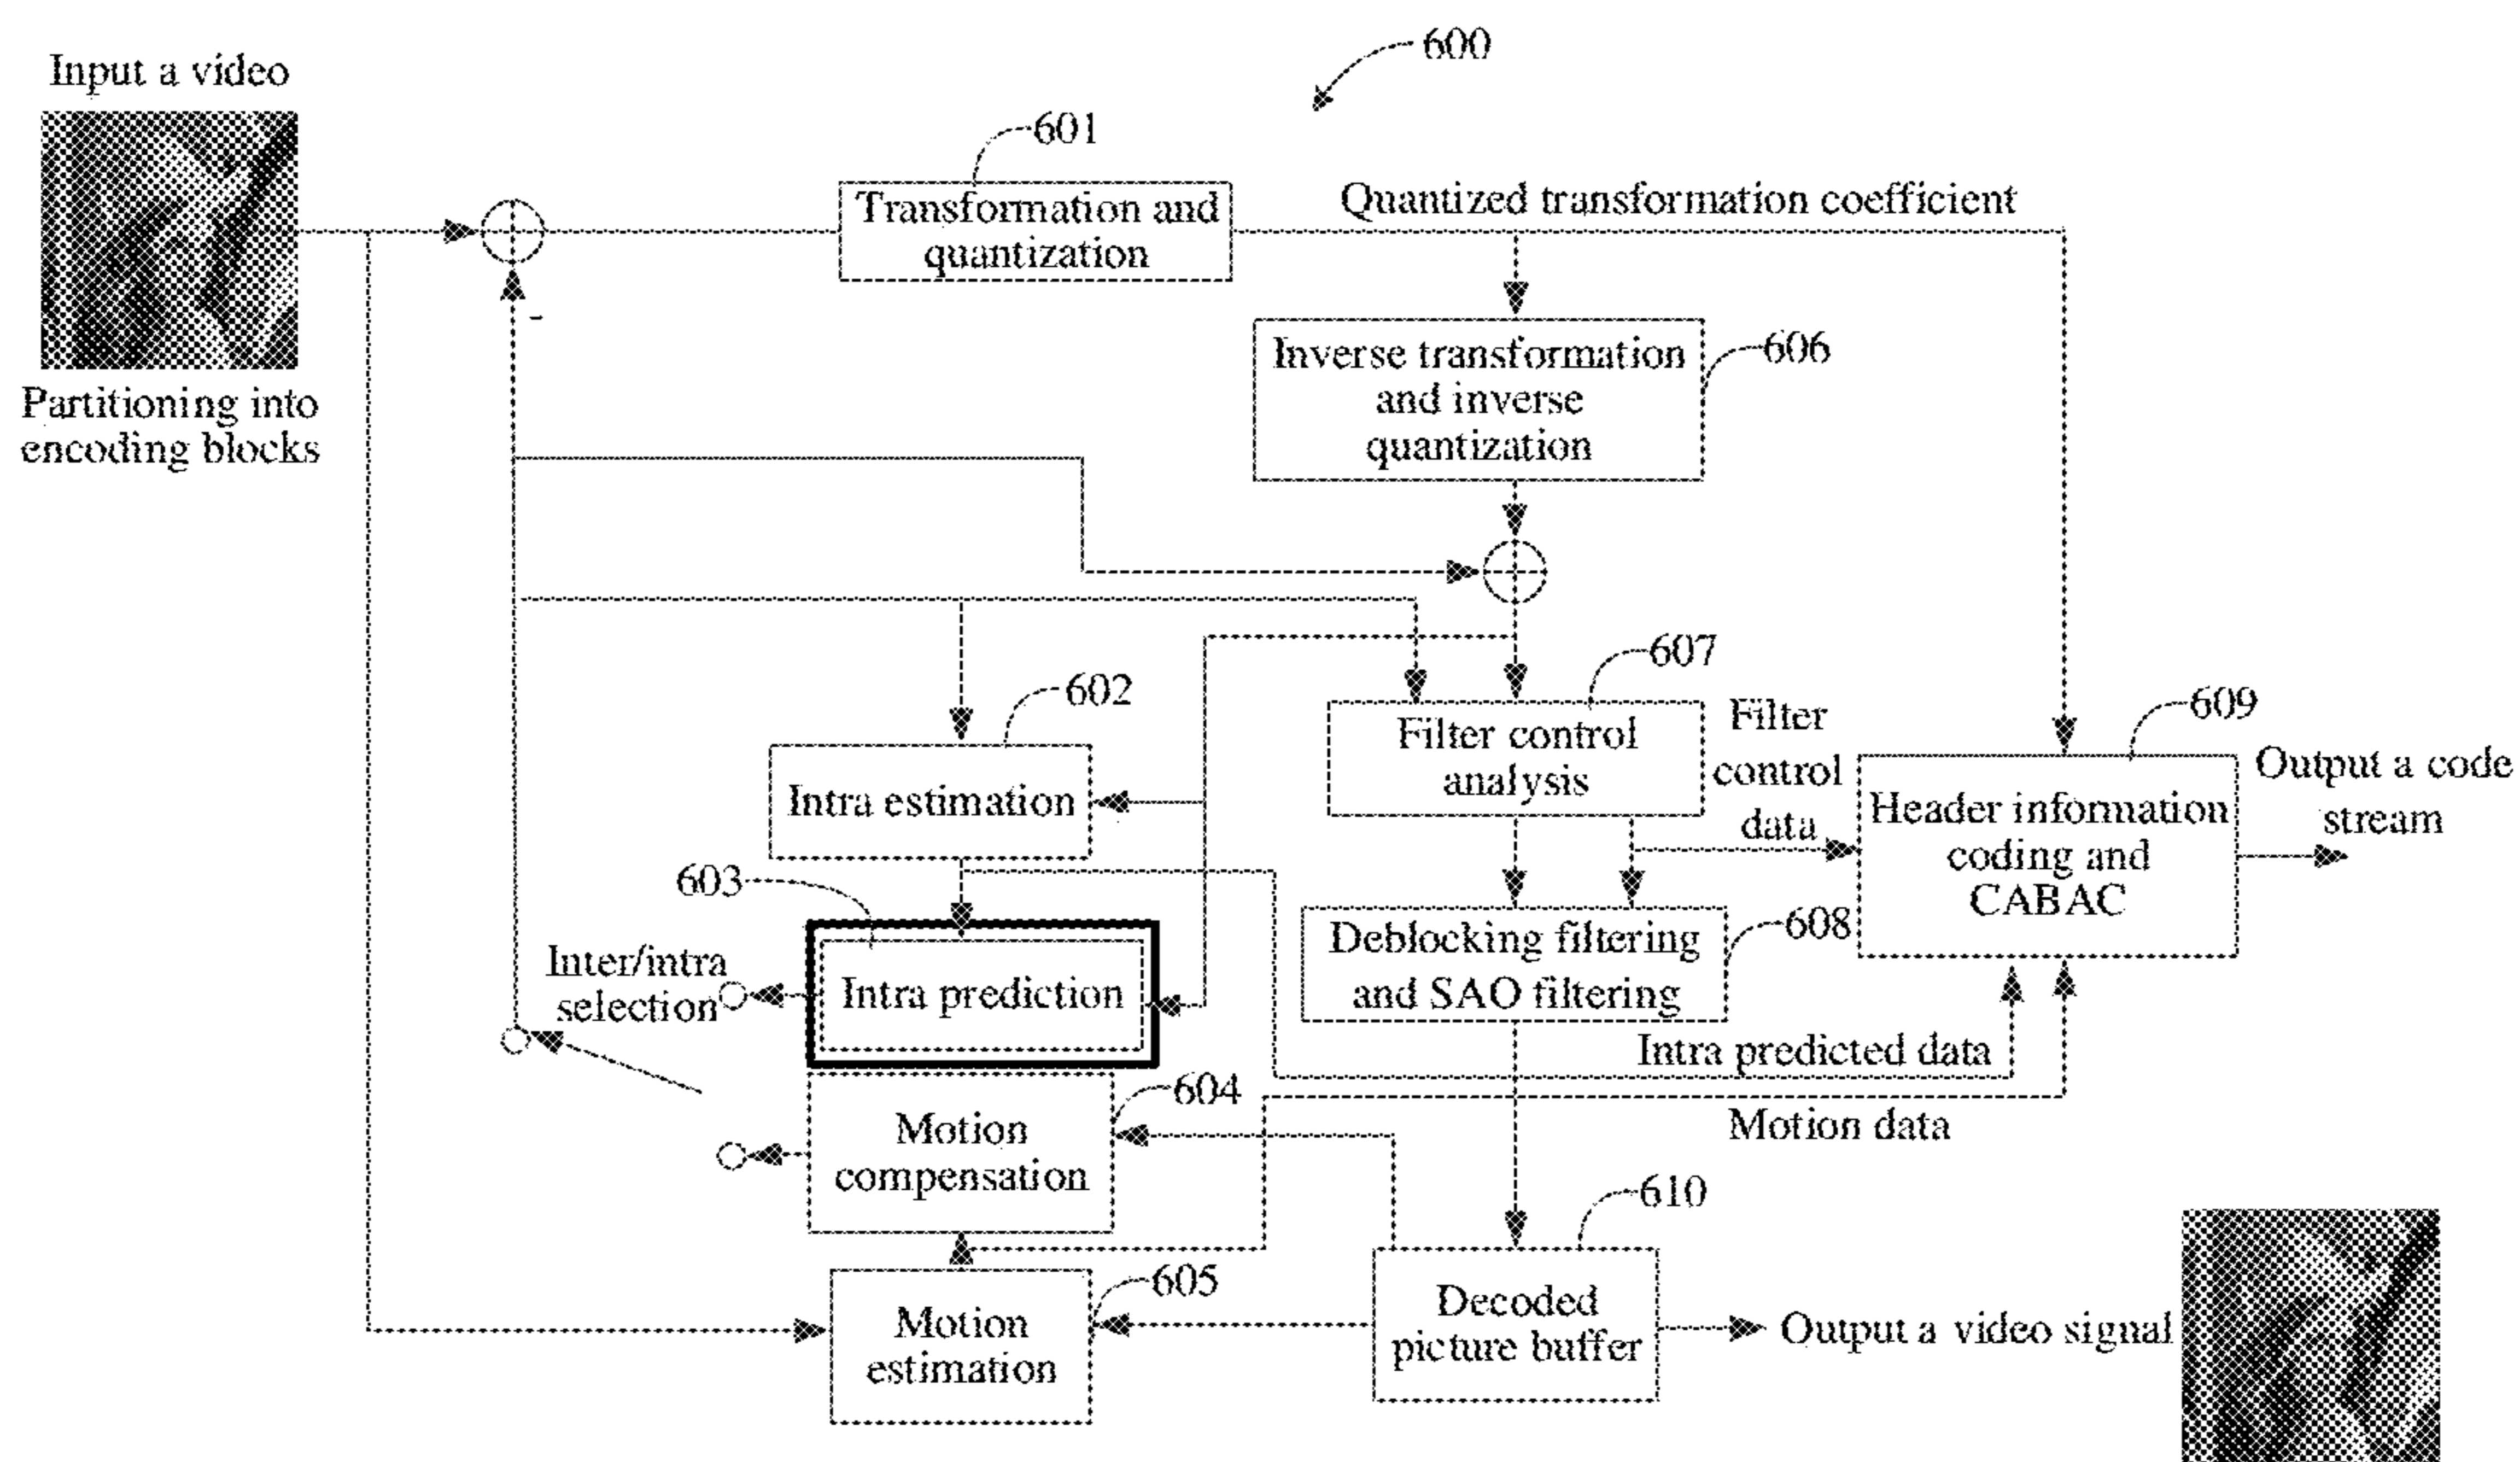 600
Input a video
601
Transformation and
quantization
Quantized transformation coefficient
-
Inverse transformation
and inverse
quantization
606
Partitioning into
encoding blocks
607
602
Filter control
analysis
Filter
control
data
609
Intra estimation
Header information
coding and
CABAC
Output a code
stream
603
Deblocking filtering
and SAO filtering
608
Inter/intra
selection
Intra prediction
Intra predicted data
604
Motion
compensation
Motion data
610
605
Motion
estimation
Decoded
picture buffer
Output a video signal